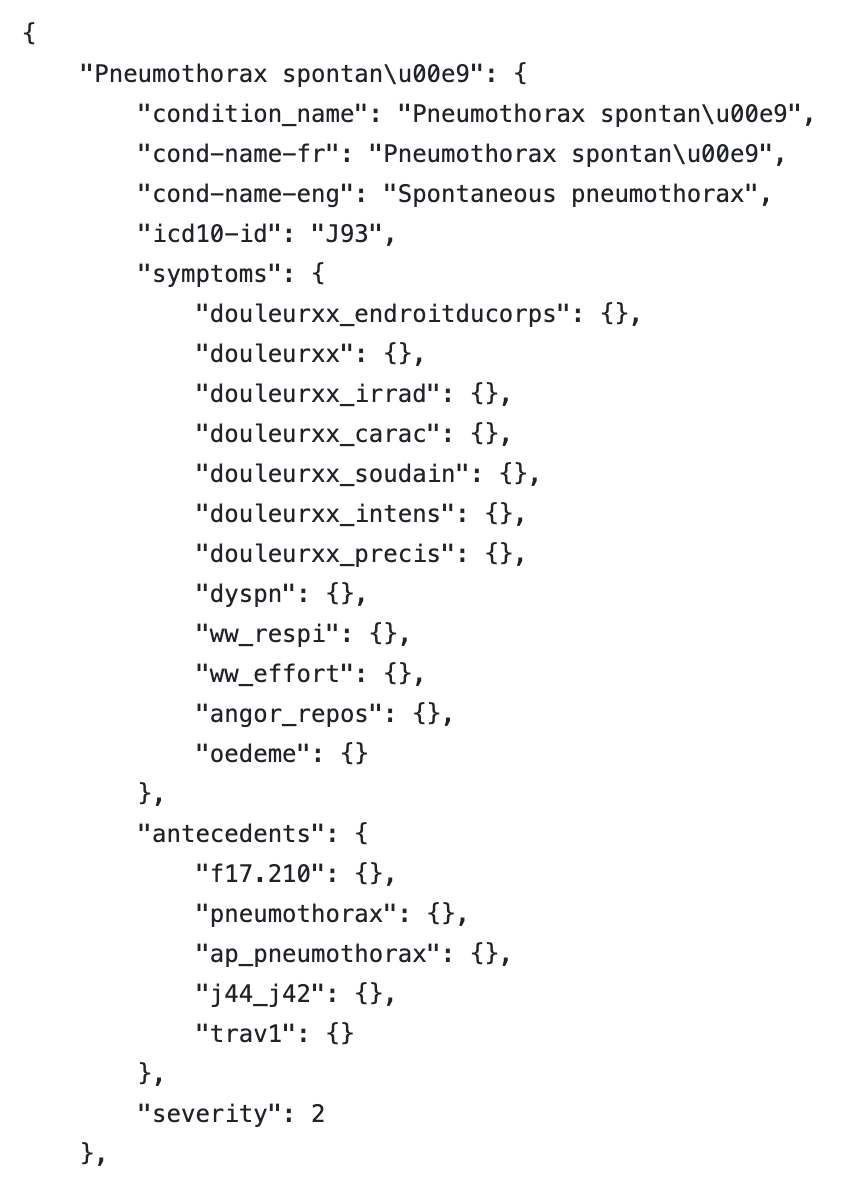 {
    "Pneumothorax spontan\u00e9": {
        "condition_name": "Pneumothorax spontan\u00e9",
        "cond-name-fr": "Pneumothorax spontan\u00e9",
        "cond-name-eng": "Spontaneous pneumothorax",
        "icd10-id": "J93",
        "symptoms": {
            "douleurxx_endroitducorps": {},
            "douleurxx": {},
            "douleurxx_irrad": {},
            "douleurxx_carac": {},
            "douleurxx_soudain": {},
            "douleurxx_intens": {},
            "douleurxx_precis": {},
            "dyspn": {},
            "ww_respi": {},
            "ww_effort": {},
            "angor_repos": {},
            "oedeme": {}
        },
        "antecedents": {
            "f17.210": {},
            "pneumothorax": {},
            "ap_pneumothorax": {},
            "j44_j42": {},
            "trav1": {}
        },
        "severity": 2
    },